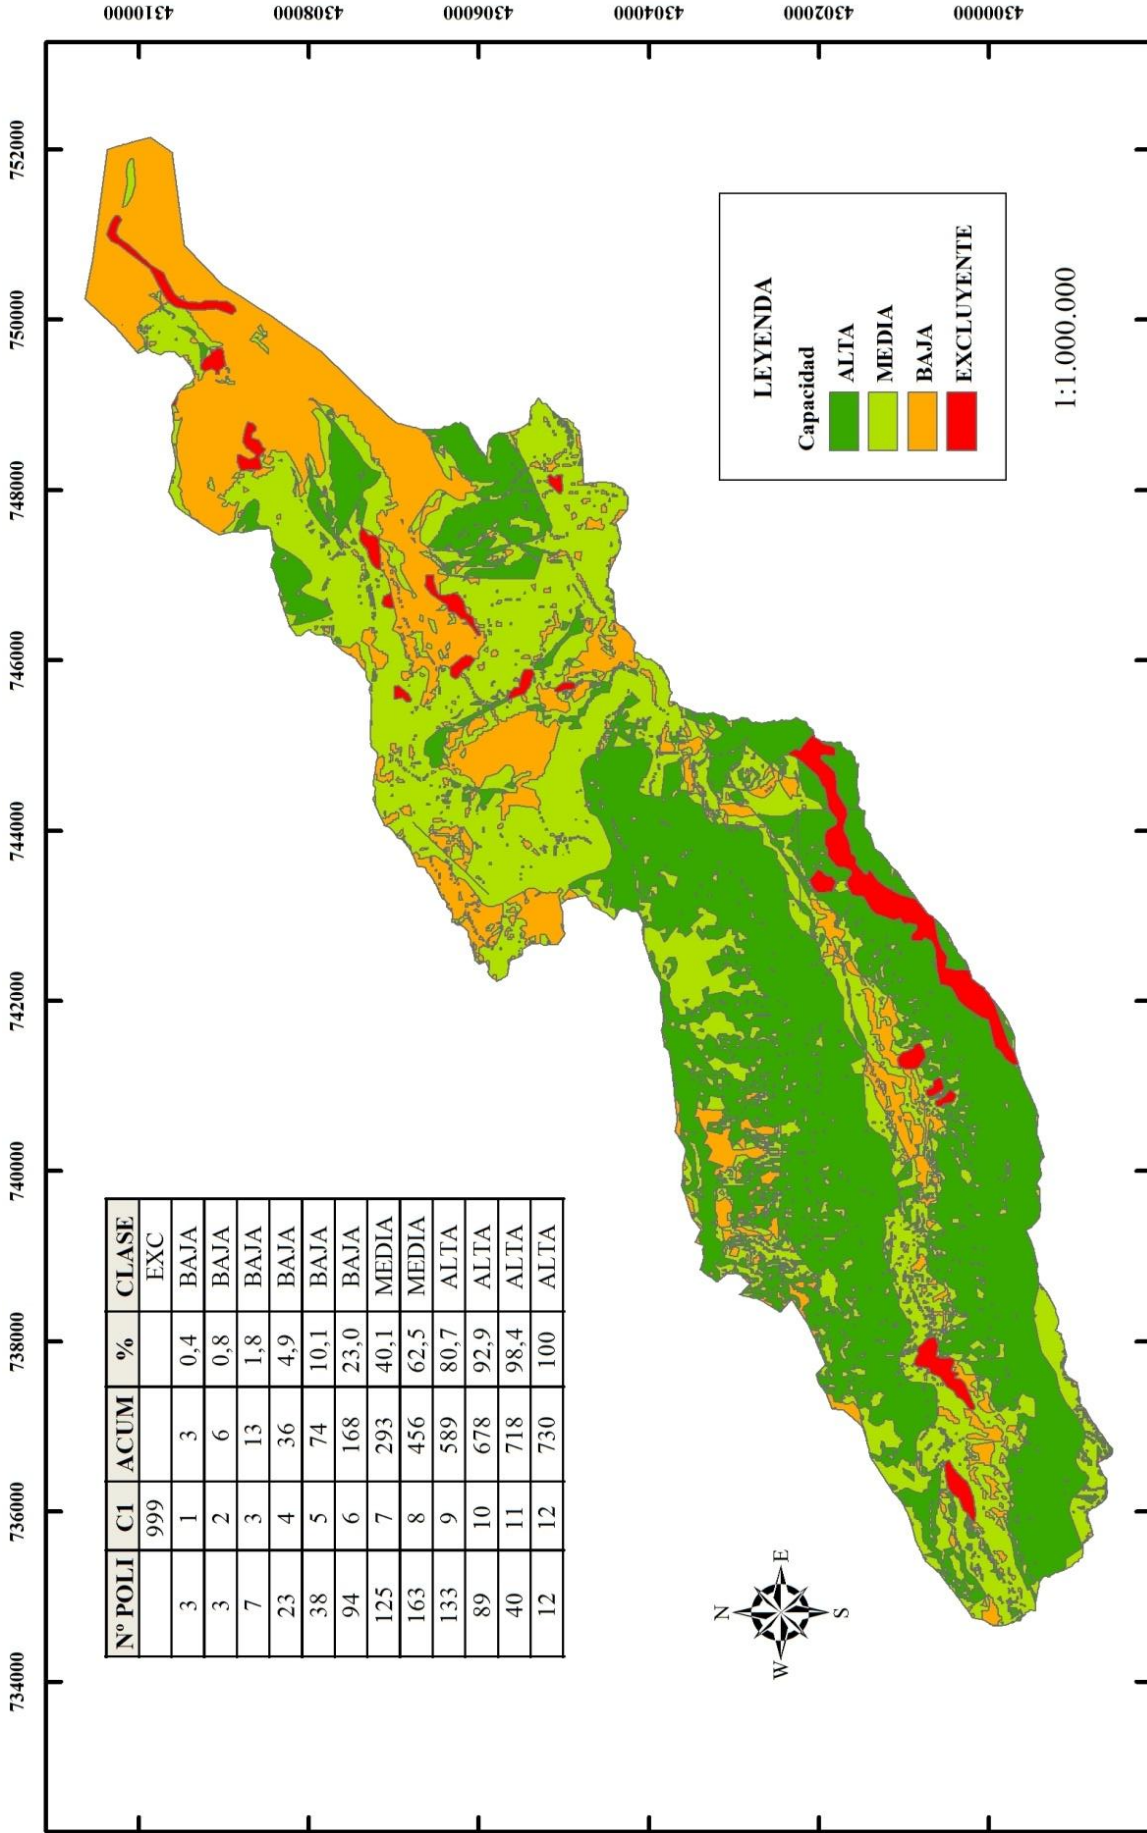 734000 736000 738000 740000 742000 744000 746000 748000 750000 752000
4310000
4308000
4306000
4304000
4302000
4300000
Nº POLI C1 ACUM % CLASE
999 EXC
3 1 3 0,4 BAJA
3 2 6 0,8 BAJA
7 3 13 1,8 BAJA
23 4 36 4,9 BAJA
38 5 74 10,1 BAJA
94 6 168 23,0 BAJA
125 7 293 40,1 MEDIA
163 8 456 62,5 MEDIA
133 9 589 80,7 ALTA
89 10 678 92,9 ALTA
40 11 718 98,4 ALTA
12 12 730 100 ALTA
N
W E
S
LEYENDA
Capacidad
ALTA
MEDIA
BAJA
EXCLUYENTE
1:1.000.000